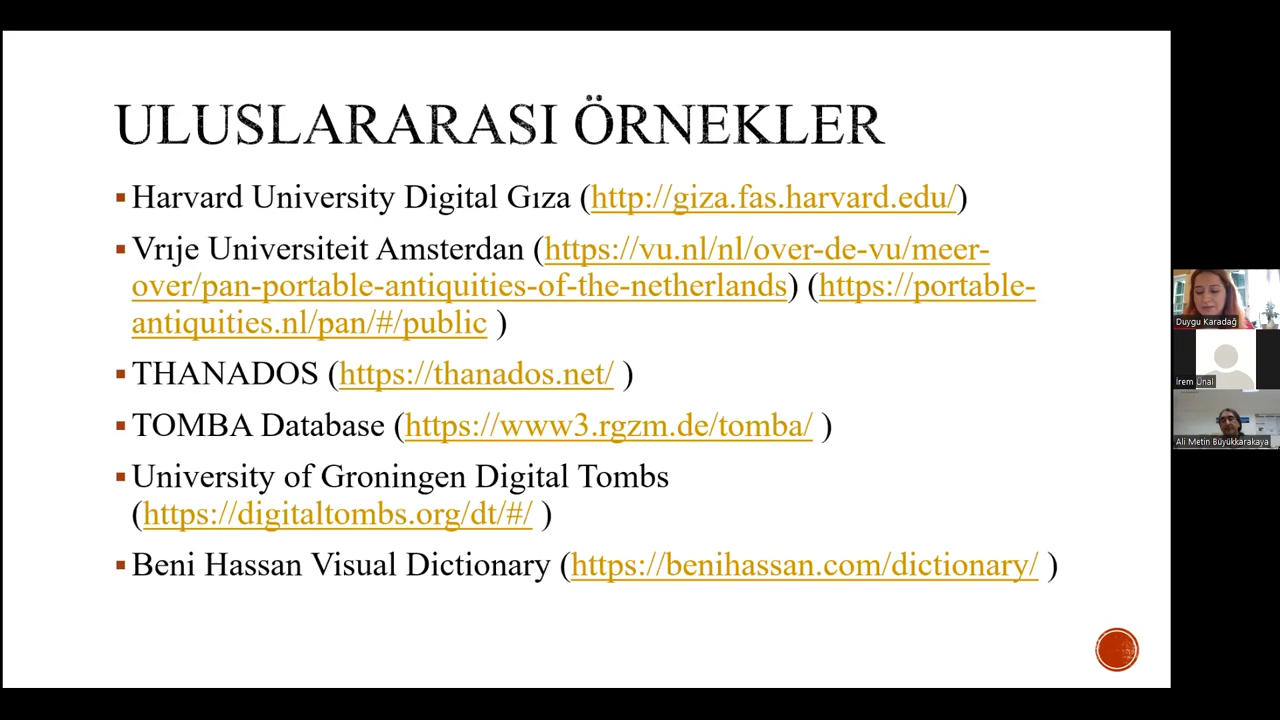 ULUSLARARASI ÖRNEKLER
Harvard University Digital Gıza (http://giza.fas.harvard.edu/)
Vrıje Universiteit Amsterdan (https://vu.nl/nl/over-de-vu/meer-
over/pan-portable-antiquities-of-the-netherlands) (https://portable-
antiquities.nl/pan/#/public )
THANADOS (https://thanados.net/ )
TOMBA Database (https://www3.rgzm.de/tomba/ )
University of Groningen Digital Tombs
(https://digitaltombs.org/dt/#/ )
Beni Hassan Visual Dictionary (https://benihassan.com/dictionary/ )
Duygu Karadağ
İrem Ünal
Ali Metin Büyükkarakaya